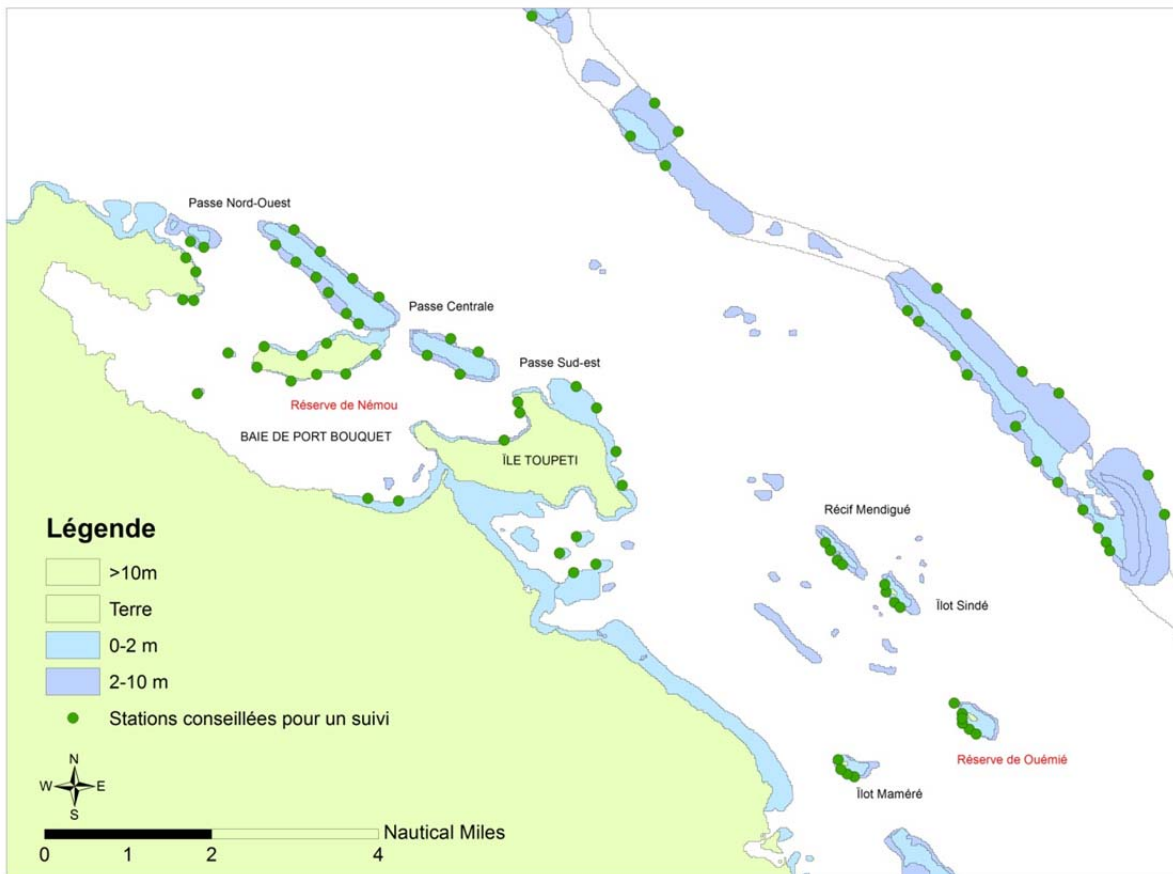 Passe Nord-Ouest
Passe Centrale
Passe Sud-est
Réserve de Némou
BAIE DE PORT BOUQUET
ÎLE TOUPETI
Récif Mendigué
Îlot Sindé
Réserve de Ouémié
Îlot Maméré
Légende
>10m
Terre
0-2 m
2-10 m
Stations conseillées pour un suivi
N
W E
S
Nautical Miles
0 2 4